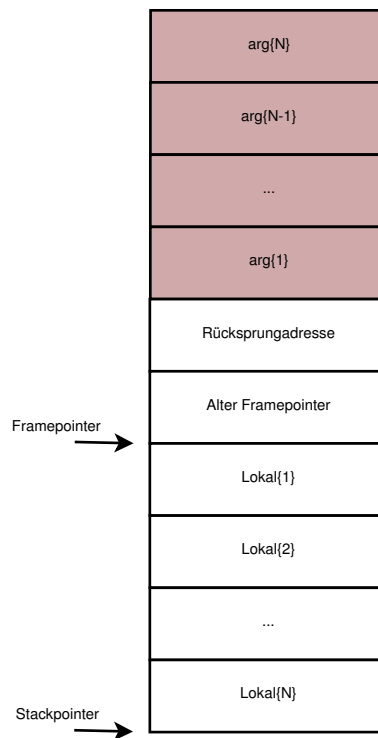 arg{N}
arg{N-1}
...
arg{1}
Rücksprungadresse
Alter Framepointer
Framepointer
Lokal{1}
Lokal{2}
...
Lokal{N}
Stackpointer